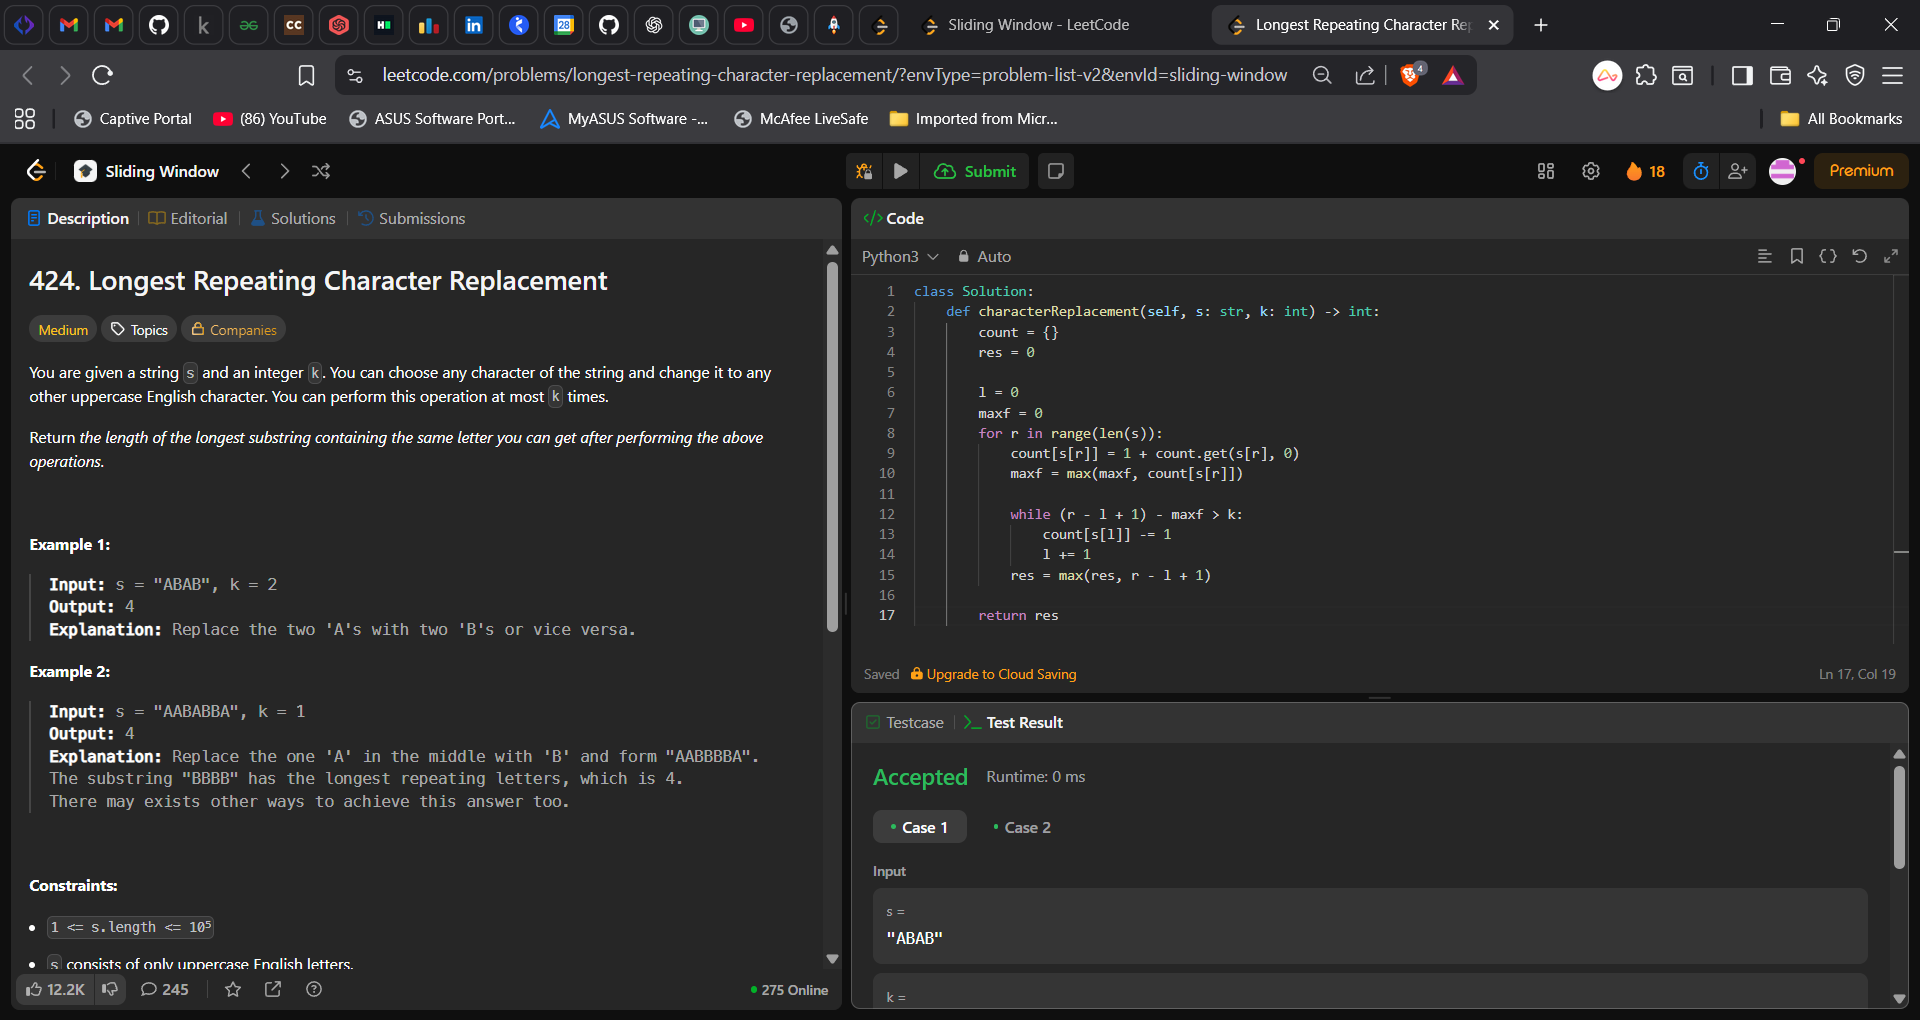 Sliding Window - LeetCode
Longest Repeating Character Rep
leetcode.com/problems/longest-repeating-character-replacement/?envType=problem-list-v2&envId=sliding-window
4
Captive Portal
(86) YouTube
ASUS Software Port...
MyASUS Software -...
McAfee LiveSafe
Imported from Micr...
All Bookmarks
Sliding Window
Submit
18
Premium
Description
Editorial
Solutions
Submissions
424. Longest Repeating Character Replacement
Medium
Topics
Companies
You are given a string s and an integer k. You can choose any character of the string and change it to any
other uppercase English character. You can perform this operation at most k times.
Return the length of the longest substring containing the same letter you can get after performing the above
operations.
Example 1:
Input: s = "ABAB", k = 2
Output: 4
Explanation: Replace the two 'A's with two 'B's or vice versa.
Example 2:
Input: s = "AABABBA", k = 1
Output: 4
Explanation: Replace the one 'A' in the middle with 'B' and form "AABBBBA".
The substring "BBBB" has the longest repeating letters, which is 4.
There may exists other ways to achieve this answer too.
Constraints:
1 <= s.length <= 10⁵
s consists of only uppercase English letters.
12.2K
245
275 Online
</> Code
Python3
Auto
1 class Solution:
2     def characterReplacement(self, s: str, k: int) -> int:
3         count = {}
4         res = 0
5
6         l = 0
7         maxf = 0
8         for r in range(len(s)):
9             count[s[r]] = 1 + count.get(s[r], 0)
10             maxf = max(maxf, count[s[r]])
11
12             while (r - l + 1) - maxf > k:
13                 count[s[l]] -= 1
14                 l += 1
15             res = max(res, r - l + 1)
16
17         return res
Saved
Upgrade to Cloud Saving
Ln 17, Col 19
Testcase
Test Result
Accepted
Runtime: 0 ms
Case 1
Case 2
Input
s =
"ABAB"
k =